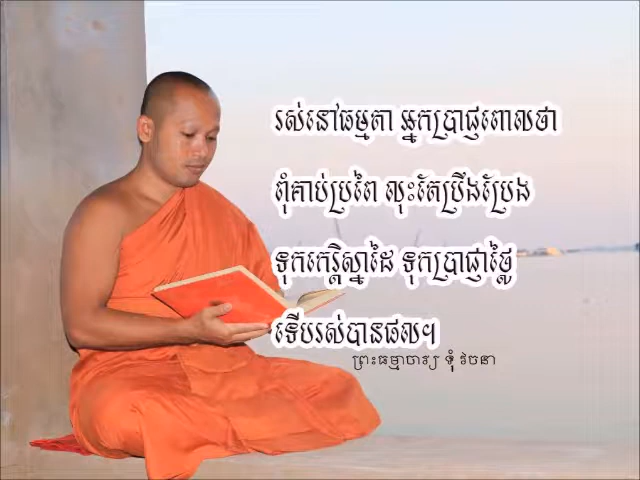 រស់នៅធម្មតា អ្នកប្រាជ្ញពោលថា
ពុំគាប់ប្រពៃ លុះតែប្រឹងប្រែង
ទុកកេរ្តិ៍ស្នាដៃ ទុកប្រាជ្ញាថ្លៃ
ទើបរស់បានផល។
ព្រះធម្មាចារ្យ ទុំ វចនា